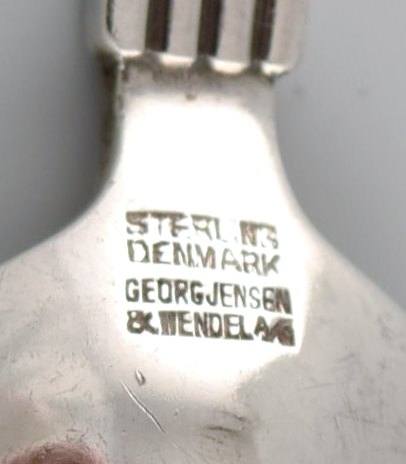 STERLING
DENMARK
GEORG JENSEN
& WENDEL A/S